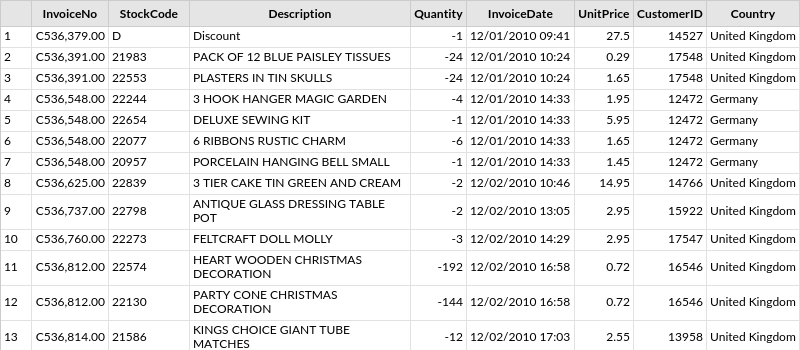 InvoiceNo StockCode Description Quantity InvoiceDate UnitPrice CustomerID Country
1 C536,379.00 D Discount -1 12/01/2010 09:41 27.5 14527 United Kingdom
2 C536,391.00 21983 PACK OF 12 BLUE PAISLEY TISSUES -24 12/01/2010 10:24 0.29 17548 United Kingdom
3 C536,391.00 22553 PLASTERS IN TIN SKULLS -24 12/01/2010 10:24 1.65 17548 United Kingdom
4 C536,548.00 22244 3 HOOK HANGER MAGIC GARDEN -4 12/01/2010 14:33 1.95 12472 Germany
5 C536,548.00 22654 DELUXE SEWING KIT -1 12/01/2010 14:33 5.95 12472 Germany
6 C536,548.00 22077 6 RIBBONS RUSTIC CHARM -6 12/01/2010 14:33 1.65 12472 Germany
7 C536,548.00 20957 PORCELAIN HANGING BELL SMALL -1 12/01/2010 14:33 1.45 12472 Germany
8 C536,625.00 22839 3 TIER CAKE TIN GREEN AND CREAM -2 12/02/2010 10:46 14.95 14766 United Kingdom
9 C536,737.00 22798 ANTIQUE GLASS DRESSING TABLE
POT -2 12/02/2010 13:05 2.95 15922 United Kingdom
10 C536,760.00 22273 FELTCRAFT DOLL MOLLY -3 12/02/2010 14:29 2.95 17547 United Kingdom
11 C536,812.00 22574 HEART WOODEN CHRISTMAS
DECORATION -192 12/02/2010 16:58 0.72 16546 United Kingdom
12 C536,812.00 22130 PARTY CONE CHRISTMAS
DECORATION -144 12/02/2010 16:58 0.72 16546 United Kingdom
13 C536,814.00 21586 KINGS CHOICE GIANT TUBE
MATCHES -12 12/02/2010 17:03 2.55 13958 United Kingdom